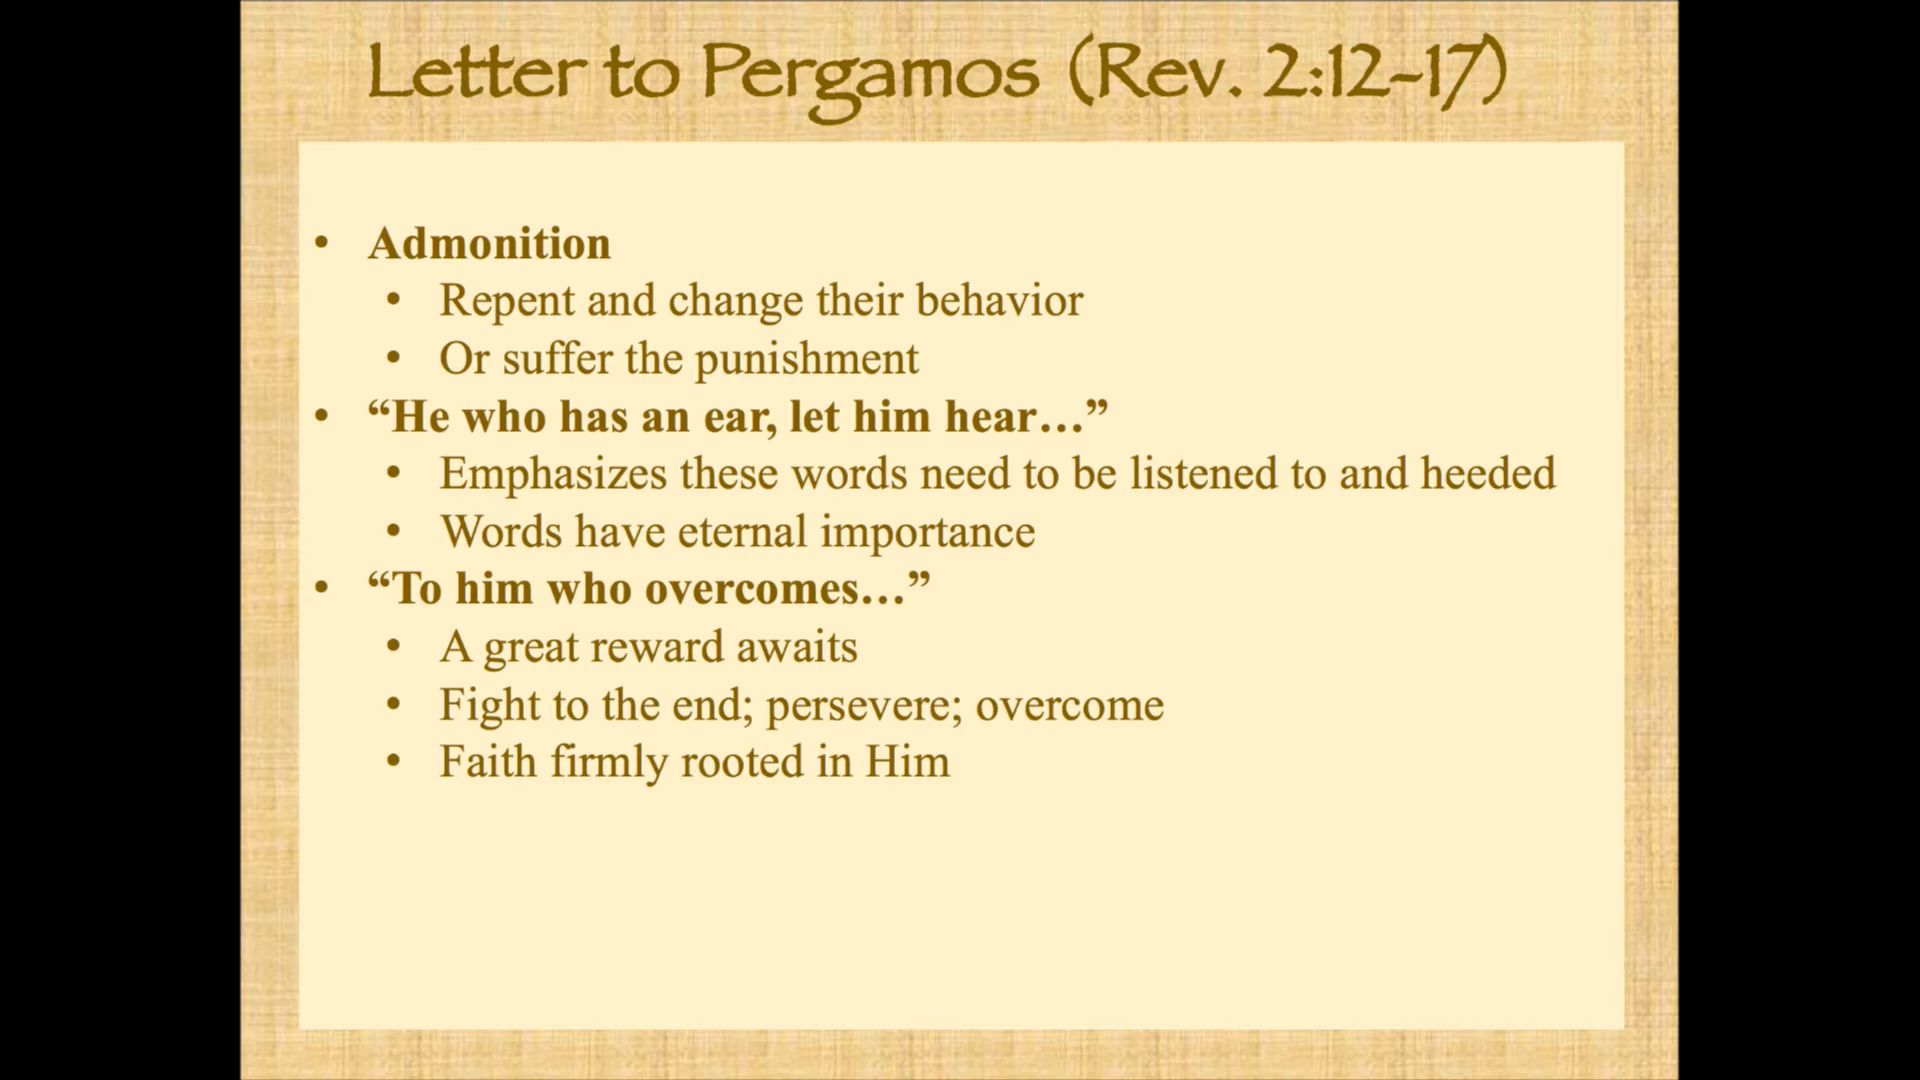 Letter to Pergamos (Rev. 2:12-17)
• Admonition
• Repent and change their behavior
• Or suffer the punishment
• “He who has an ear, let him hear…”
• Emphasizes these words need to be listened to and heeded
• Words have eternal importance
• “To him who overcomes…”
• A great reward awaits
• Fight to the end; persevere; overcome
• Faith firmly rooted in Him